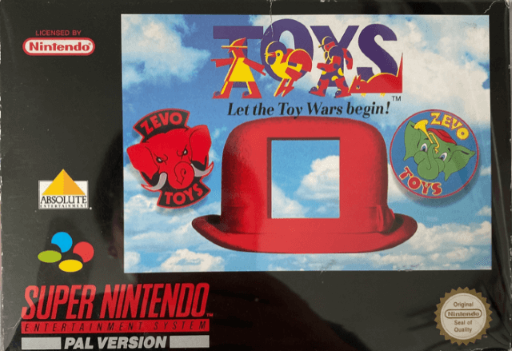 LICENSED BY
Nintendo
TOYS
TM
Let the Toy Wars begin!
ZEVO
TOYS
ZEVO
TOYS
ABSOLUTE
ENTERTAINMENT
SUPER NINTENDO
ENTERTAINMENT SYSTEM
PAL VERSION
Original
Nintendo
Seal of
Quality